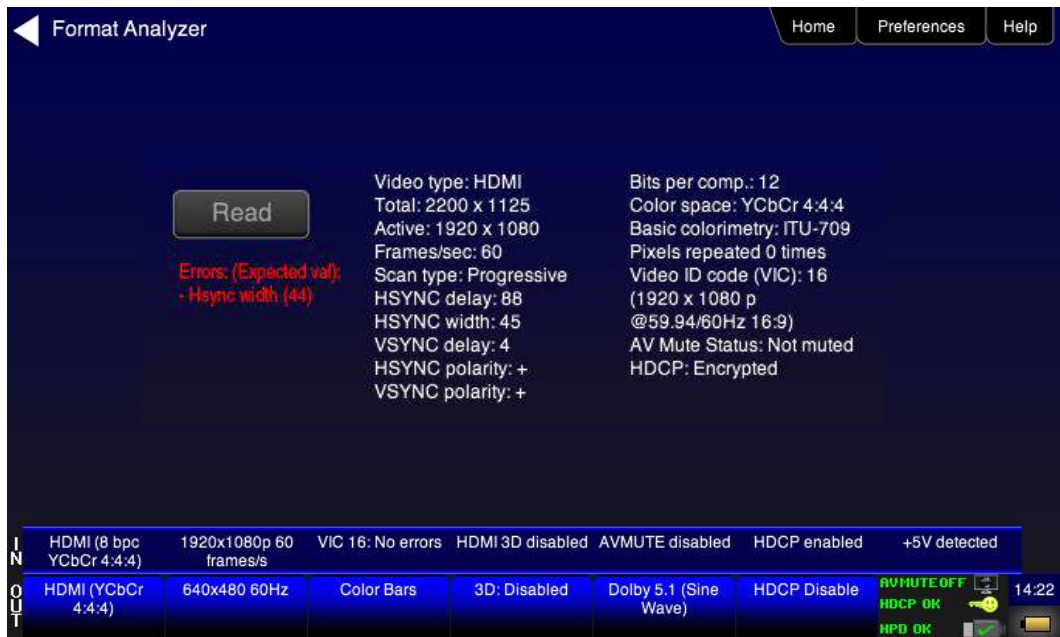 Format Analyzer
Home
Preferences
Help
Read
Errors: (Expected val):
- Hsync width (44)
Video type: HDMI
Total: 2200 x 1125
Active: 1920 x 1080
Frames/sec: 60
Scan type: Progressive
HSYNC delay: 88
HSYNC width: 45
VSYNC delay: 4
HSYNC polarity: +
VSYNC polarity: +
Bits per comp.: 12
Color space: YCbCr 4:4:4
Basic colorimetry: ITU-709
Pixels repeated 0 times
Video ID code (VIC): 16
(1920 x 1080 p
@59.94/60Hz 16:9)
AV Mute Status: Not muted
HDCP: Encrypted
IN
HDMI (8 bpc
YCbCr 4:4:4)
1920x1080p 60
frames/s
VIC 16: No errors
HDMI 3D disabled
AVMUTE disabled
HDCP enabled
+5V detected
OUT
HDMI (YCbCr
4:4:4)
640x480 60Hz
Color Bars
3D: Disabled
Dolby 5.1 (Sine
Wave)
HDCP Disable
AVMUTEOFF
HDCP OK
HPD OK
14:22